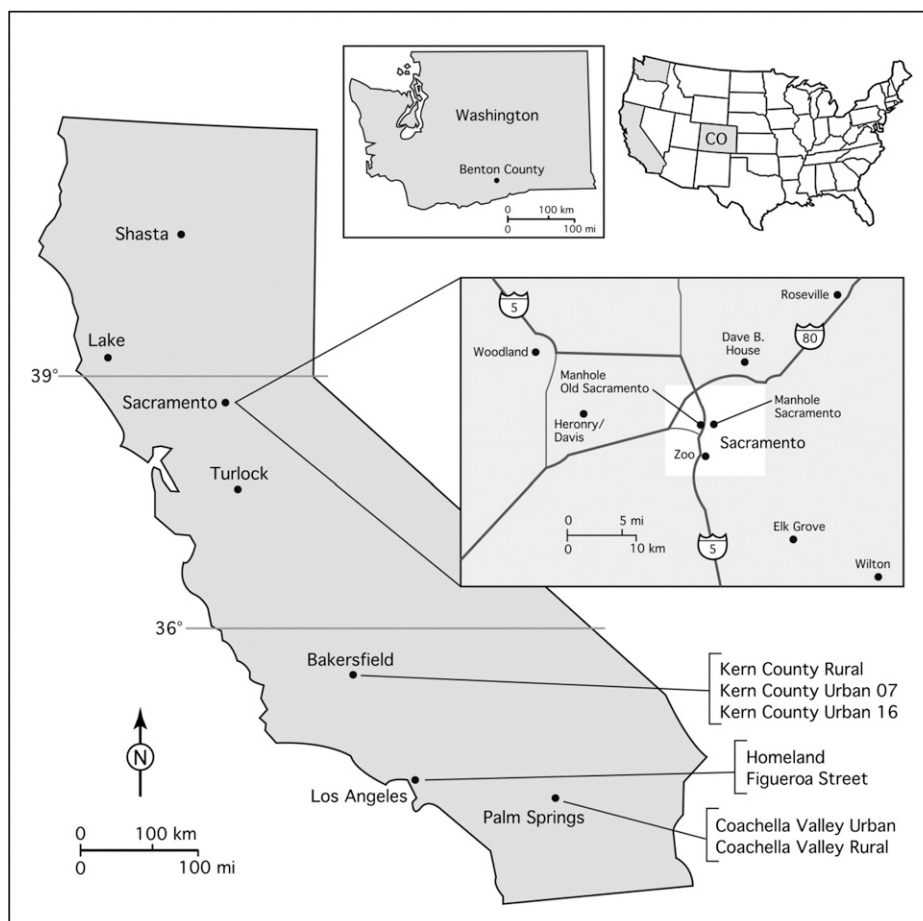 Washington
Benton County
0 100 km
0 100 mi
CO
Shasta
Lake
39°
Sacramento
Turlock
36°
Bakersfield
Los Angeles
Palm Springs
N
0 100 km
0 100 mi
5
Roseville
80
Woodland
Dave B.
House
Manhole
Old Sacramento
Manhole
Sacramento
Heronry/
Davis
Sacramento
Zoo
0 5 mi
0 10 km
5
Elk Grove
Wilton
Kern County Rural
Kern County Urban 07
Kern County Urban 16
Homeland
Figueroa Street
Coachella Valley Urban
Coachella Valley Rural